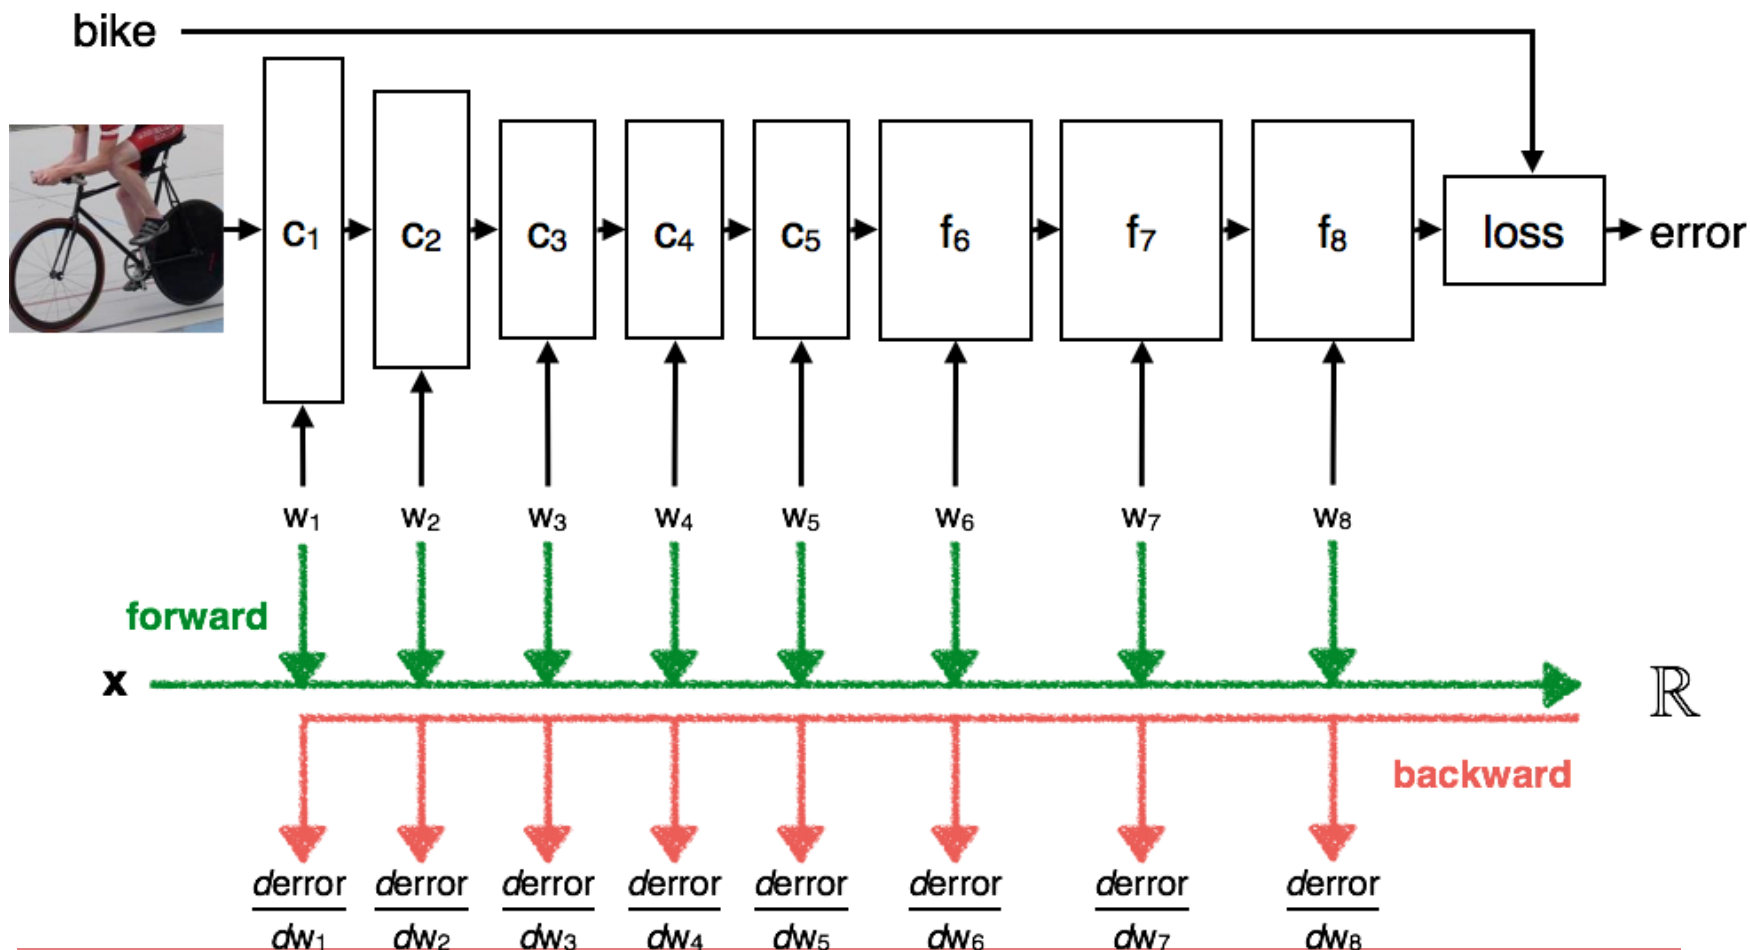 bike
c₁ c₂ c₃ c₄ c₅ f₆ f₇ f₈ loss error
w₁ w₂ w₃ w₄ w₅ w₆ w₇ w₈
forward
x ℝ
backward
derror derror derror derror derror derror derror derror
dw₁ dw₂ dw₃ dw₄ dw₅ dw₆ dw₇ dw₈